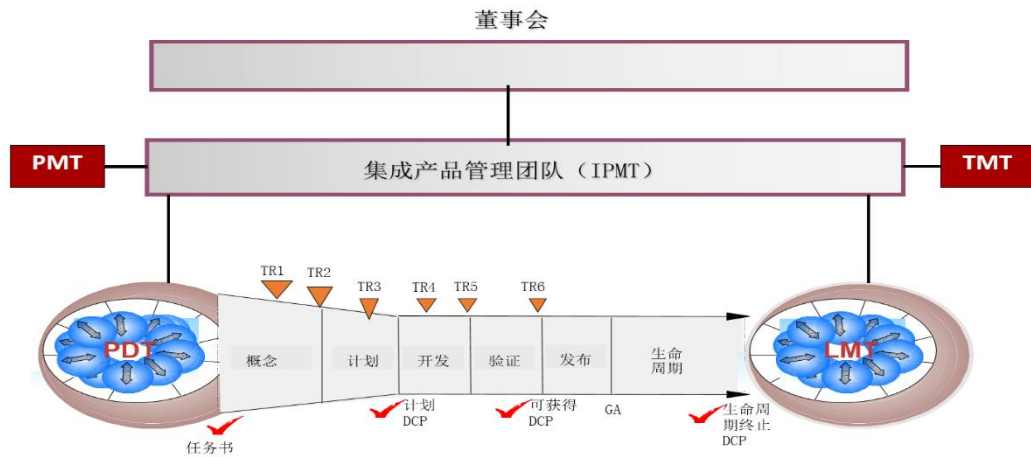 董事会
PMT
集成产品管理团队（IPMT）
TMT
TR1
TR2
TR3
TR4
TR5
TR6
PDT
概念
计划
开发
验证
发布
生命
周期
LMT
任务书
计划
DCP
可获得
DCP
GA
生命周
期终止
DCP